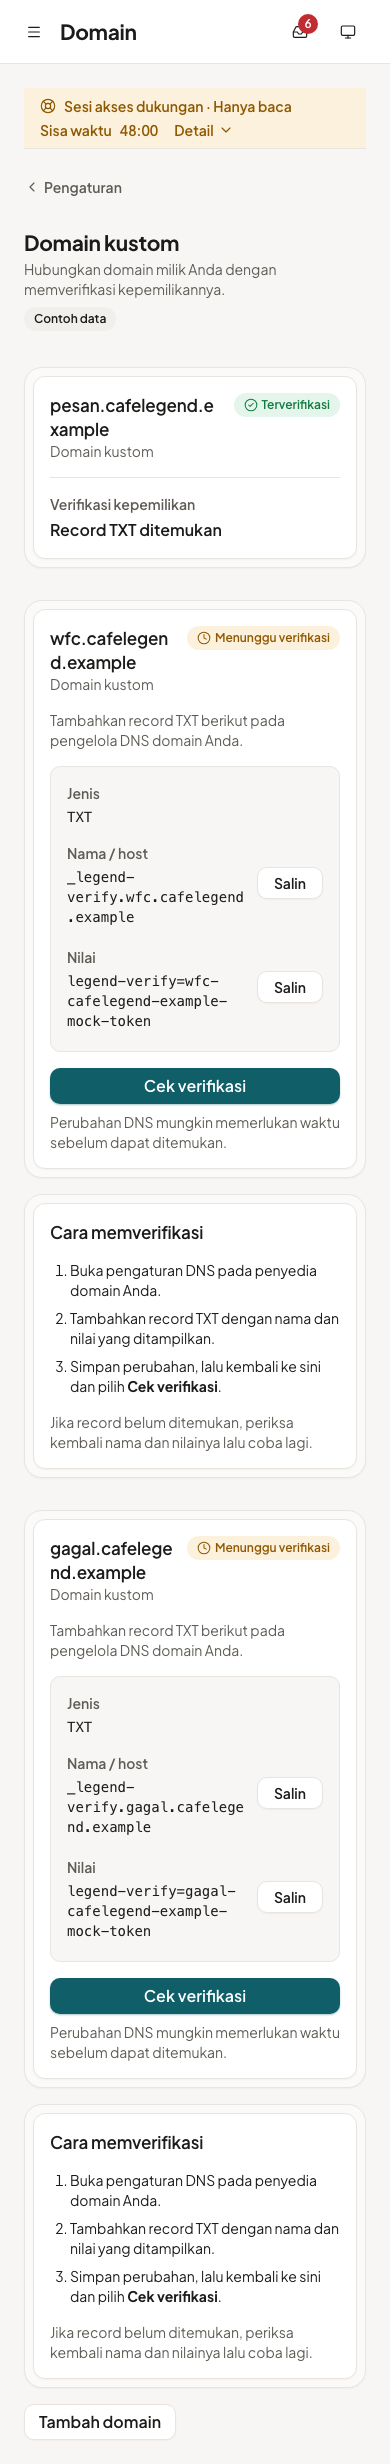 Domain
6
Sesi akses dukungan · Hanya baca
Sisa waktu 48:00 Detail
Pengaturan
Domain kustom
Hubungkan domain milik Anda dengan
memverifikasi kepemilikannya.
Contoh data
pesan.cafelegend.e
xample
Terverifikasi
Domain kustom
Verifikasi kepemilikan
Record TXT ditemukan
wfc.cafelegen
d.example
Menunggu verifikasi
Domain kustom
Tambahkan record TXT berikut pada
pengelola DNS domain Anda.
Jenis
TXT
Nama / host
_legend-
verify.wfc.cafelegend
.example
Salin
Nilai
legend-verify=wfc-
cafelegend-example-
mock-token
Salin
Cek verifikasi
Perubahan DNS mungkin memerlukan waktu
sebelum dapat ditemukan.
Cara memverifikasi
1. Buka pengaturan DNS pada penyedia
domain Anda.
2. Tambahkan record TXT dengan nama dan
nilai yang ditampilkan.
3. Simpan perubahan, lalu kembali ke sini
dan pilih Cek verifikasi.
Jika record belum ditemukan, periksa
kembali nama dan nilainya lalu coba lagi.
gagal.cafelege
nd.example
Menunggu verifikasi
Domain kustom
Tambahkan record TXT berikut pada
pengelola DNS domain Anda.
Jenis
TXT
Nama / host
_legend-
verify.gagal.cafelege
nd.example
Salin
Nilai
legend-verify=gagal-
cafelegend-example-
mock-token
Salin
Cek verifikasi
Perubahan DNS mungkin memerlukan waktu
sebelum dapat ditemukan.
Cara memverifikasi
1. Buka pengaturan DNS pada penyedia
domain Anda.
2. Tambahkan record TXT dengan nama dan
nilai yang ditampilkan.
3. Simpan perubahan, lalu kembali ke sini
dan pilih Cek verifikasi.
Jika record belum ditemukan, periksa
kembali nama dan nilainya lalu coba lagi.
Tambah domain